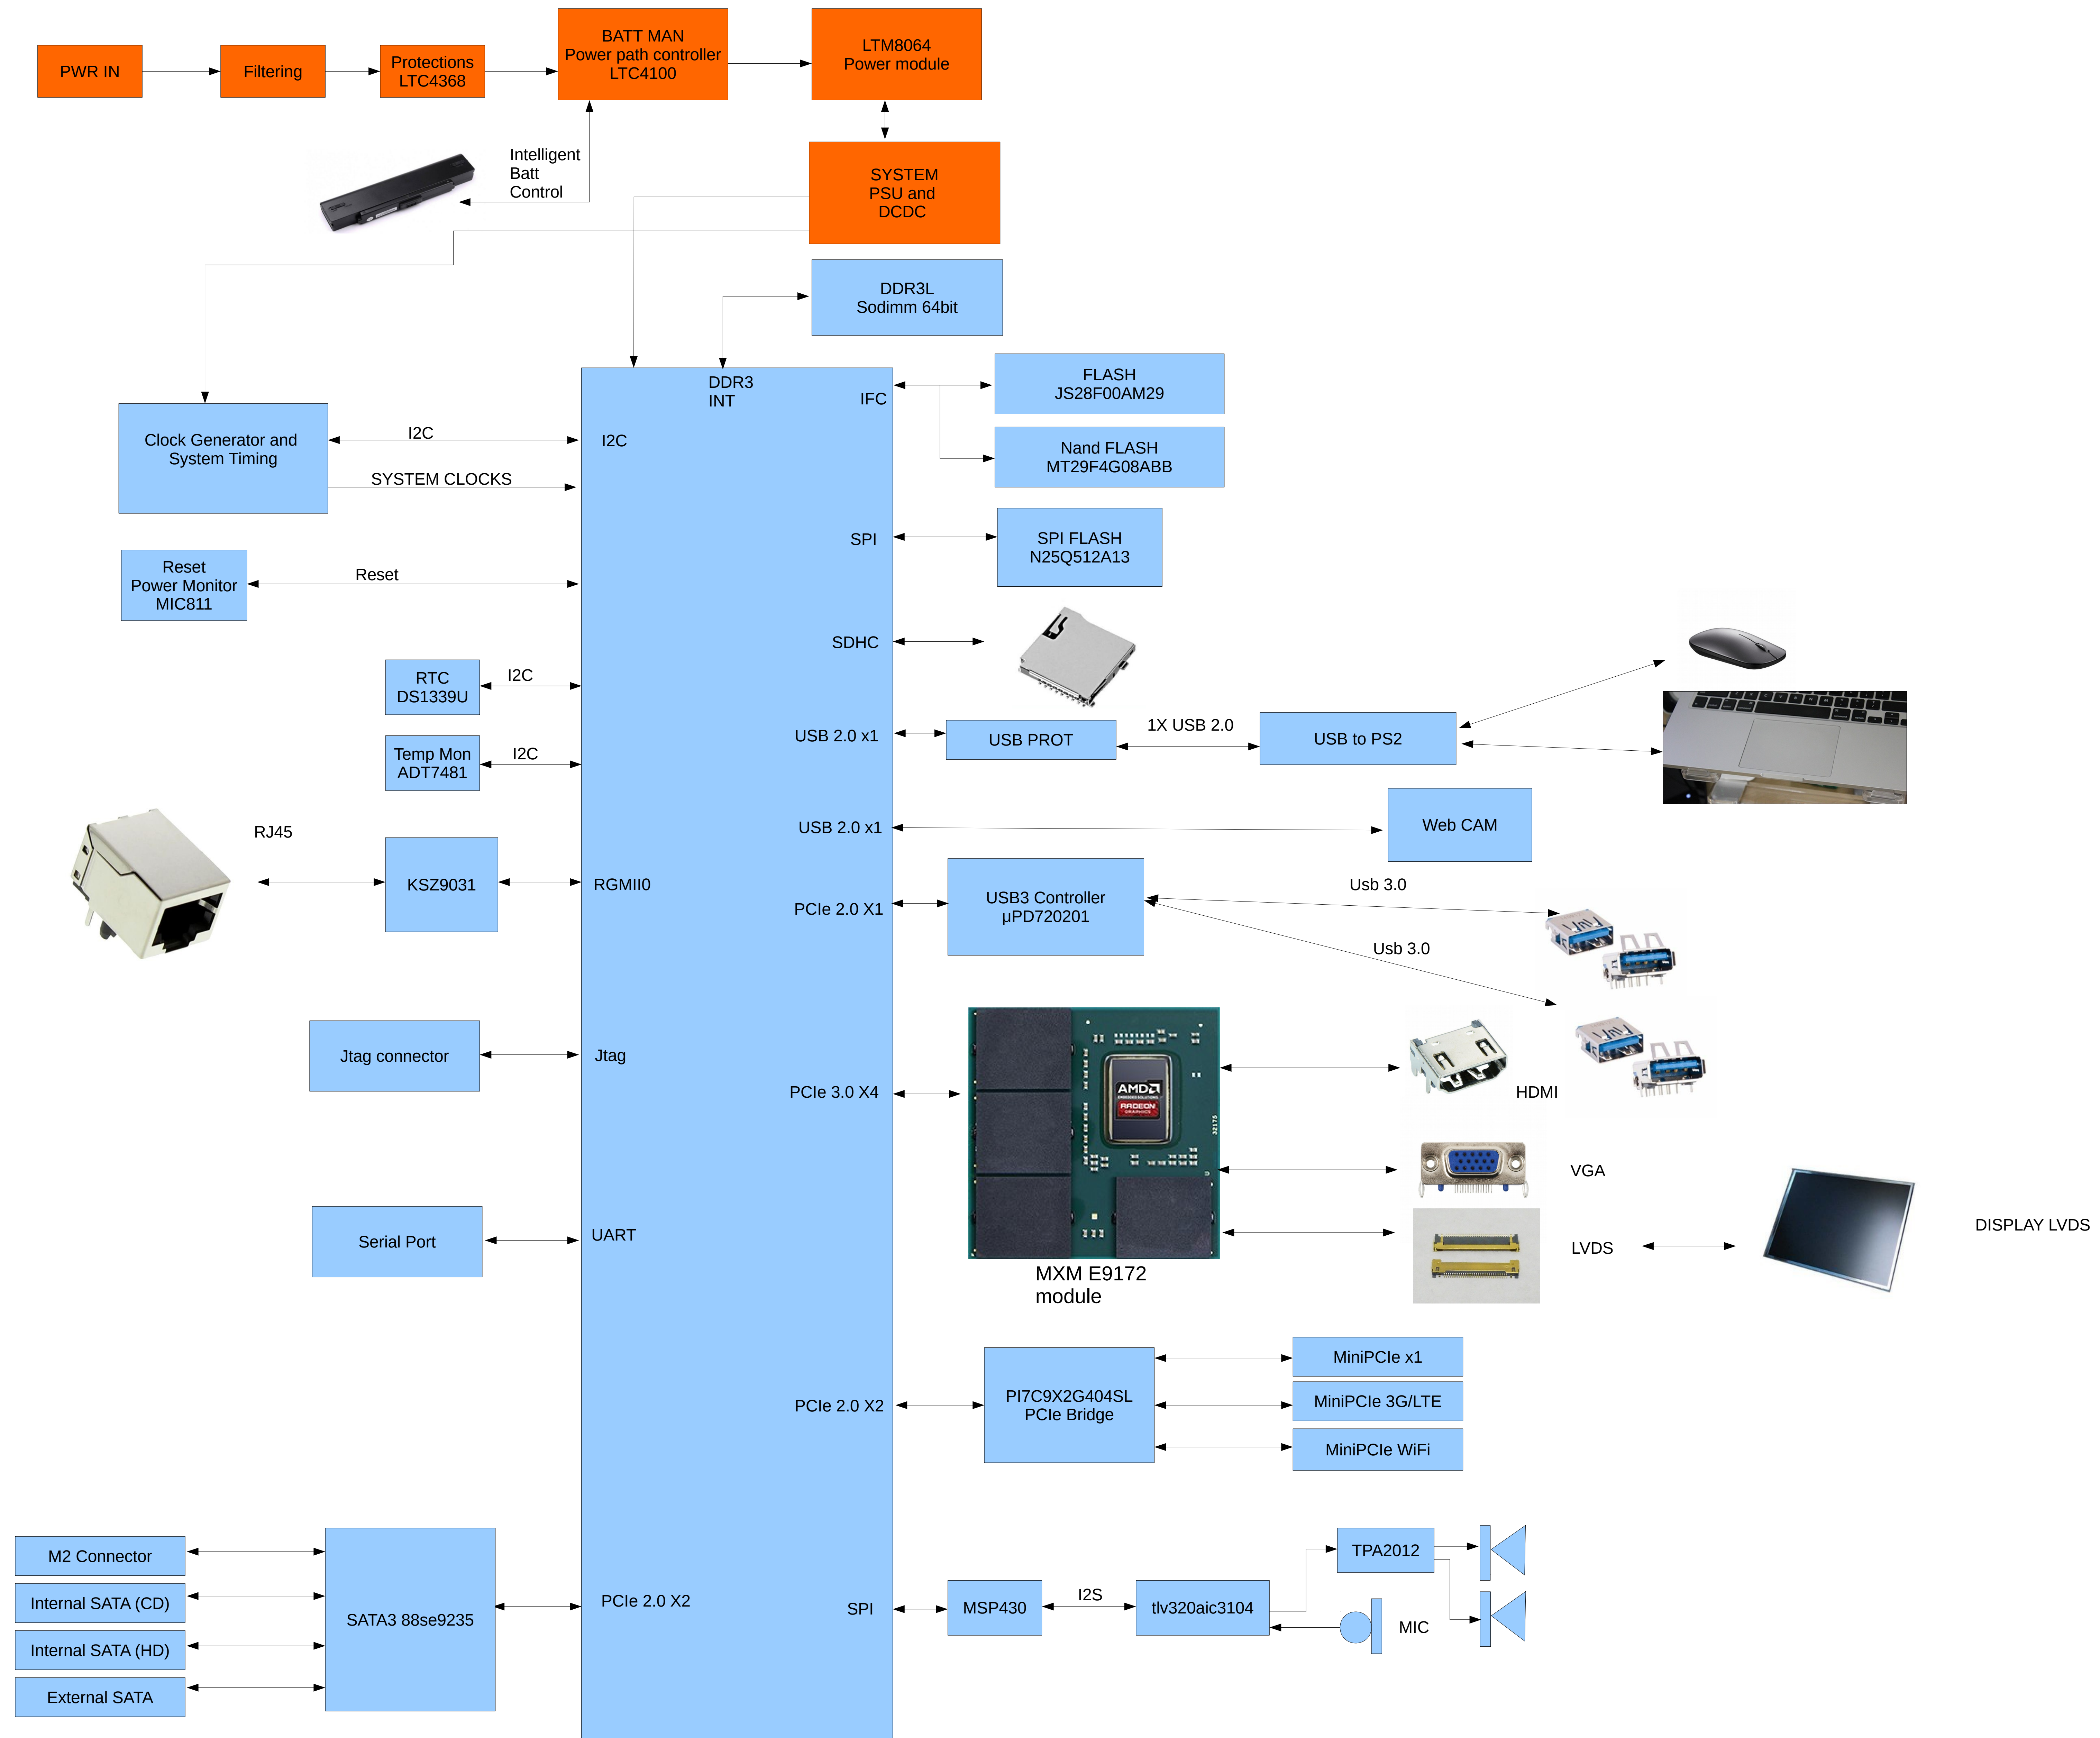 PWR IN
Filtering
Protections
LTC4368
BATT MAN
Power path controller
LTC4100
LTM8064
Power module
Intelligent
Batt
Control
SYSTEM
PSU and
DCDC
DDR3L
Sodimm 64bit
DDR3
INT
IFC
FLASH
JS28F00AM29
Nand FLASH
MT29F4G08ABB
Clock Generator and
System Timing
I2C
I2C
SYSTEM CLOCKS
SPI
SPI FLASH
N25Q512A13
Reset
Power Monitor
MIC811
Reset
SDHC
RTC
DS1339U
I2C
USB 2.0 x1
USB PROT
1X USB 2.0
USB to PS2
Temp Mon
ADT7481
I2C
USB 2.0 x1
Web CAM
RJ45
KSZ9031
RGMII0
PCIe 2.0 X1
USB3 Controller
μPD720201
Usb 3.0
Usb 3.0
Jtag connector
Jtag
PCIe 3.0 X4
AMD
EMBEDDED SOLUTIONS
RADEON
GRAPHICS
32173
MXM E9172
module
HDMI
VGA
LVDS
DISPLAY LVDS
Serial Port
UART
PCIe 2.0 X2
PI7C9X2G404SL
PCIe Bridge
MiniPCIe x1
MiniPCIe 3G/LTE
MiniPCIe WiFi
M2 Connector
Internal SATA (CD)
Internal SATA (HD)
External SATA
SATA3 88se9235
PCIe 2.0 X2
SPI
MSP430
I2S
tlv320aic3104
TPA2012
MIC